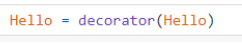 Hello = decorator(Hello)